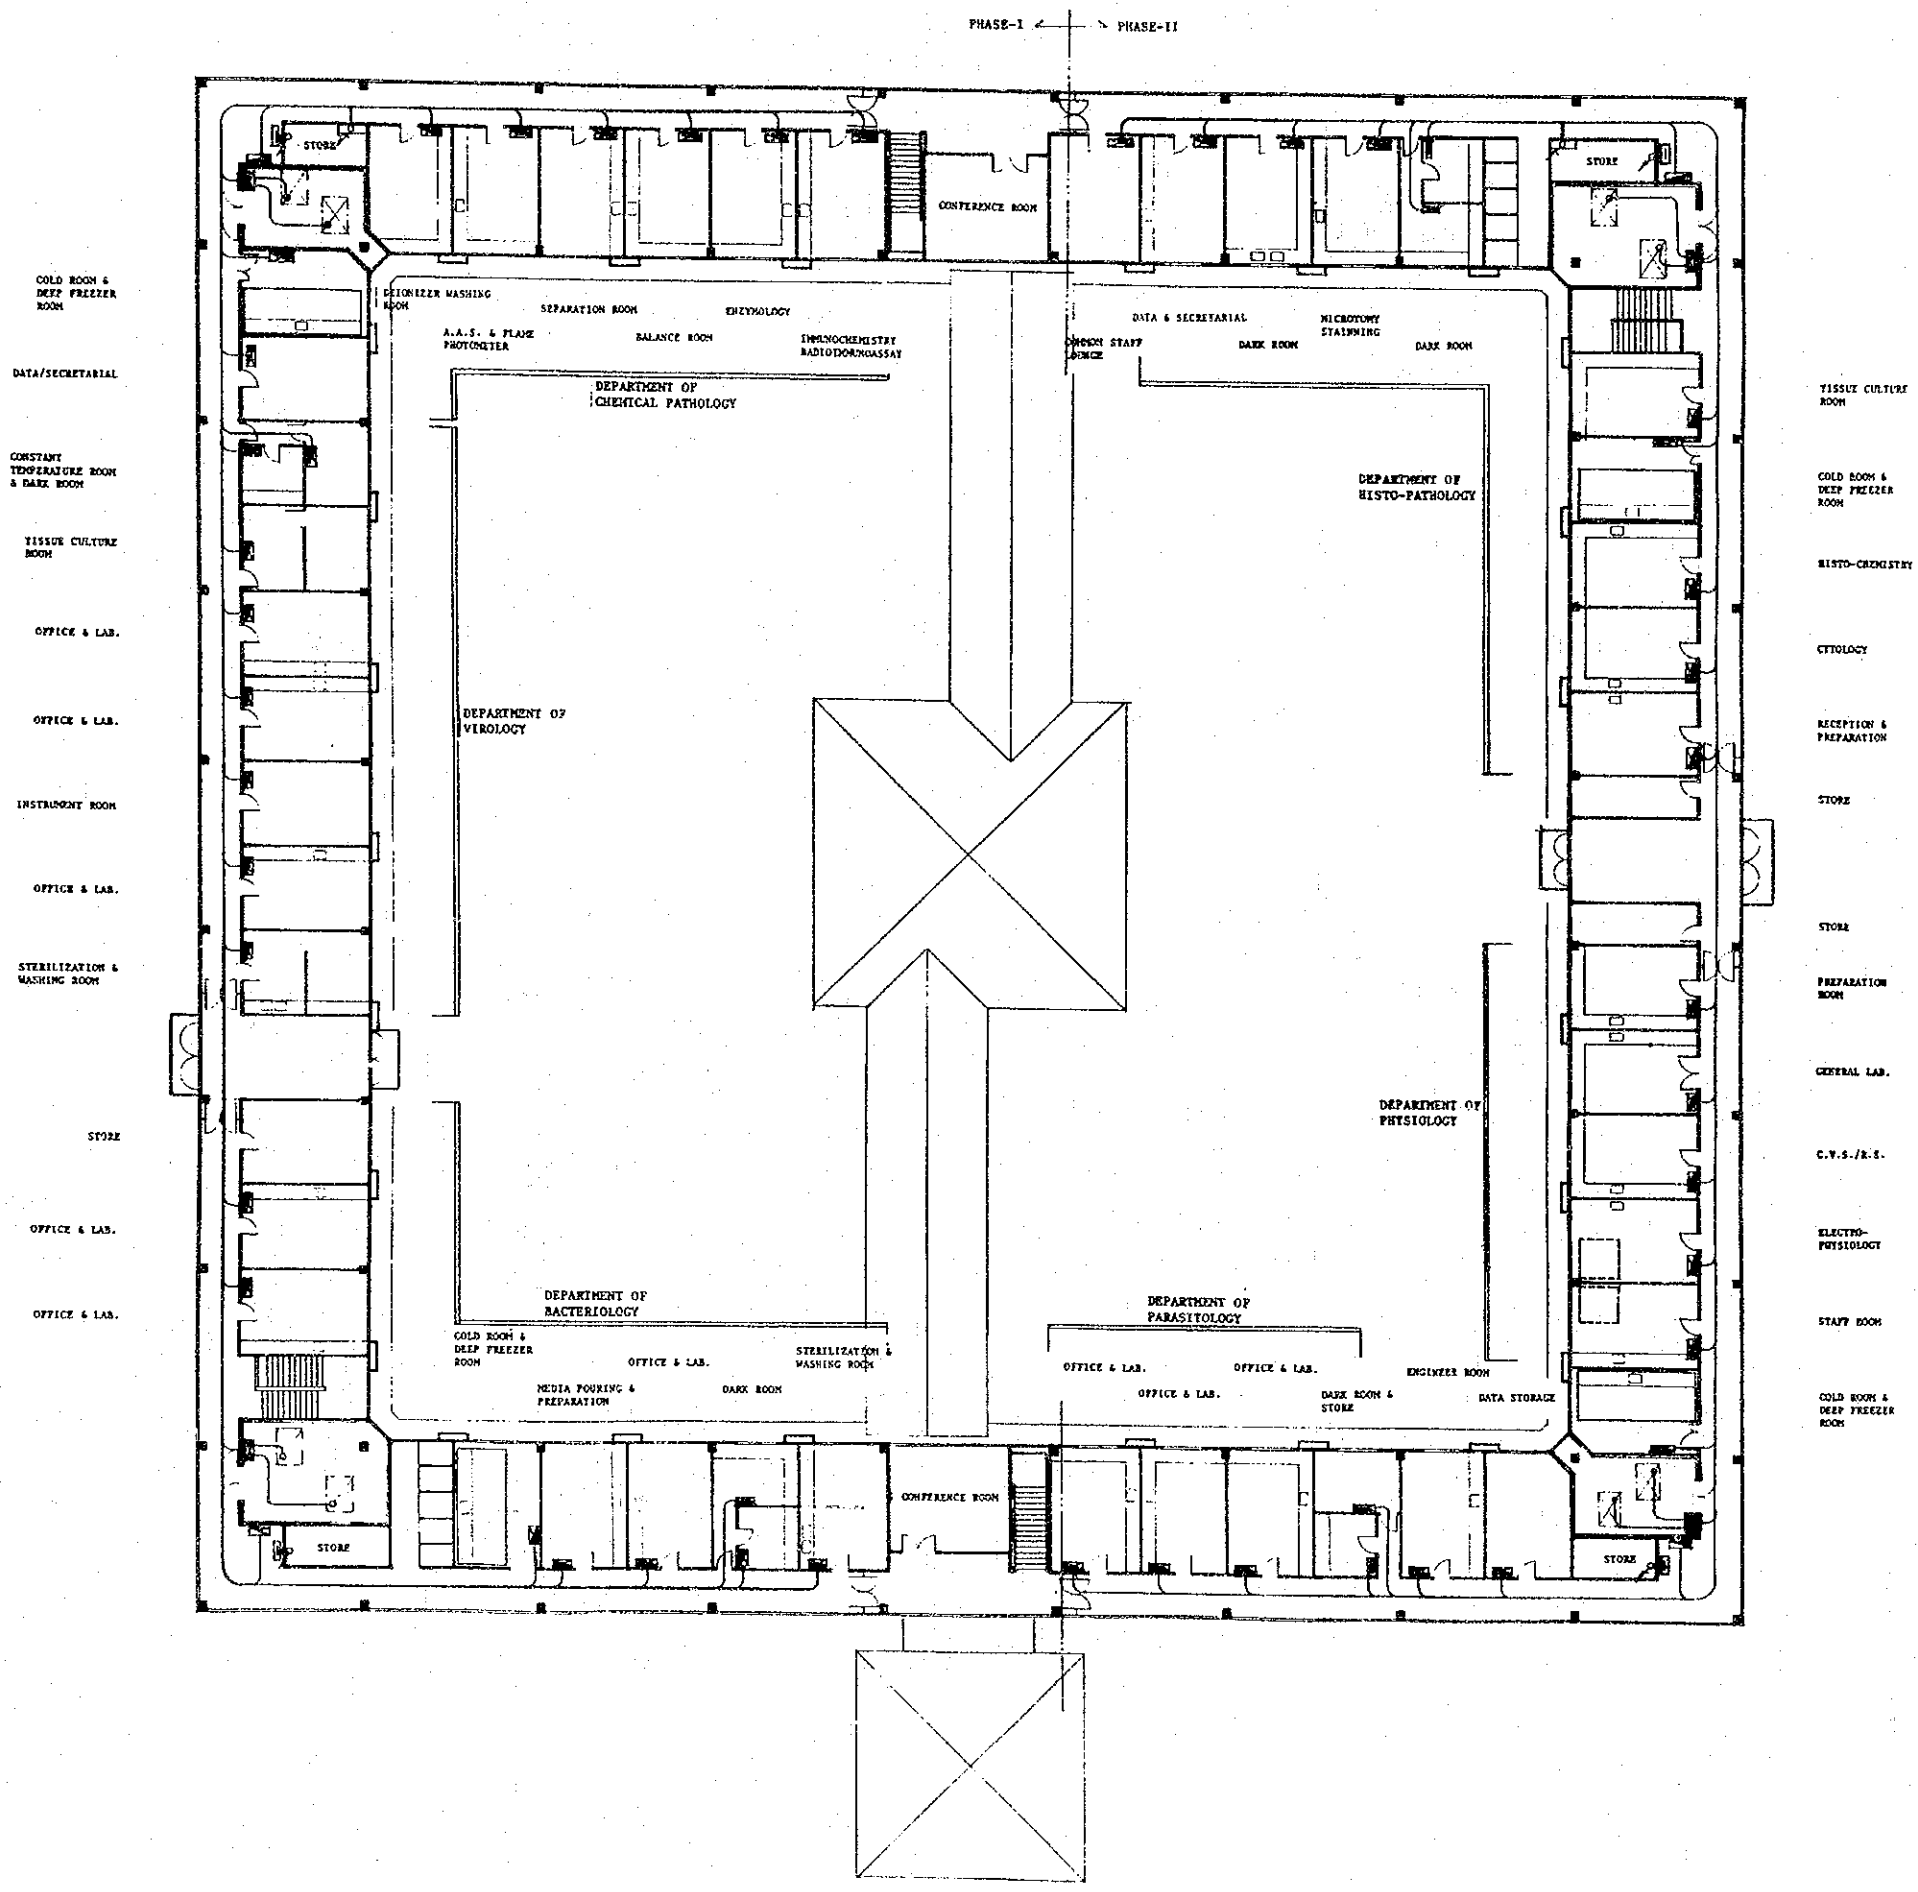 PHASE-I PHASE-II
STORE
STORE
CONFERENCE ROOM
COLD ROOM &
DEEP FREEZER
ROOM
DATA/SECRETARIAL
CONSTANT
TEMPERATURE ROOM
& DARK ROOM
TISSUE CULTURE
ROOM
OFFICE & LAB.
OFFICE & LAB.
INSTRUMENT ROOM
OFFICE & LAB.
STERILIZATION &
WASHING ROOM
STORE
OFFICE & LAB.
OFFICE & LAB.
DEIONIZER WASHING
ROOM
A.A.S. & FLAME
PHOTOMETER
SEPARATION ROOM
BALANCE ROOM
ENZYMOLOGY
IMMUNOCHEMISTRY
RADIOIMMUNOASSAY
DEPARTMENT OF
CHEMICAL PATHOLOGY
COMMON STAFF
LOUNGE
DATA & SECRETARIAL
DARK ROOM
MICROTOMY
STAINNING
DARK ROOM
DEPARTMENT OF
HISTO-PATHOLOGY
DEPARTMENT OF
VIROLOGY
DEPARTMENT OF
PHYSIOLOGY
DEPARTMENT OF
BACTERIOLOGY
DEPARTMENT OF
PARASITOLOGY
TISSUE CULTURE
ROOM
COLD ROOM &
DEEP FREEZER
ROOM
HISTO-CHEMISTRY
CYTOLOGY
RECEPTION &
PREPARATION
STORE
STORE
PREPARATION
ROOM
GENERAL LAB.
C.V.S./R.S.
ELECTRO-
PHYSIOLOGY
STAFF ROOM
COLD ROOM &
DEEP FREEZER
ROOM
COLD ROOM &
DEEP FREEZER
ROOM
MEDIA POURING &
PREPARATION
OFFICE & LAB.
DARK ROOM
STERILIZATION &
WASHING ROOM
OFFICE & LAB.
OFFICE & LAB.
OFFICE & LAB.
DARK ROOM &
STORE
ENGINEER ROOM
DATA STORAGE
CONFERENCE ROOM
STORE
STORE